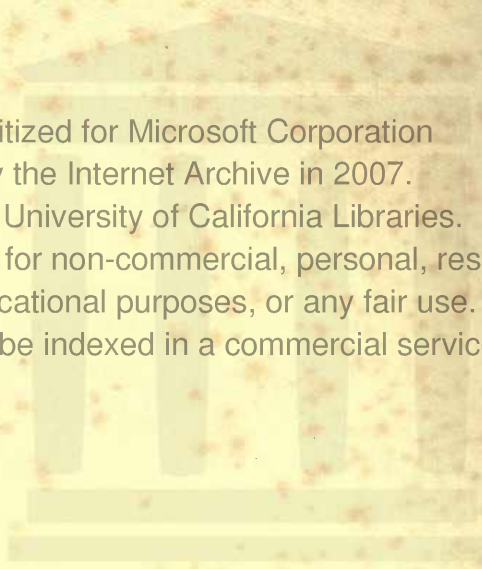 itized for Microsoft Corporation
y the Internet Archive in 2007.
University of California Libraries.
for non-commercial, personal, res
cational purposes, or any fair use.
be indexed in a commercial servic